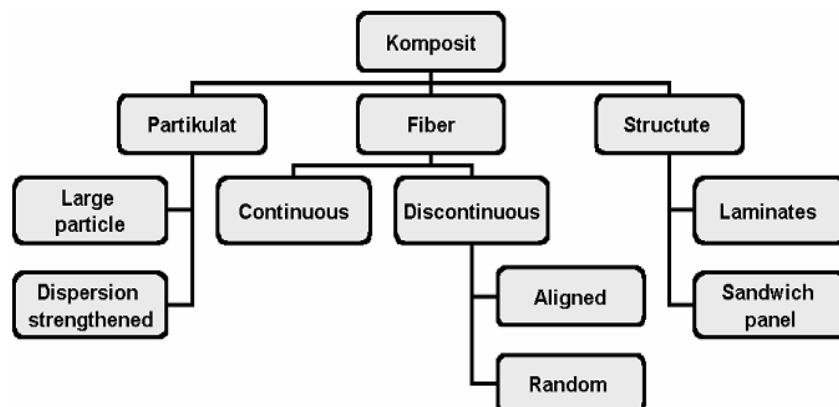 Komposit
Partikulat
Fiber
Structute
Large
particle
Continuous
Discontinuous
Laminates
Dispersion
strengthened
Aligned
Sandwich
panel
Random